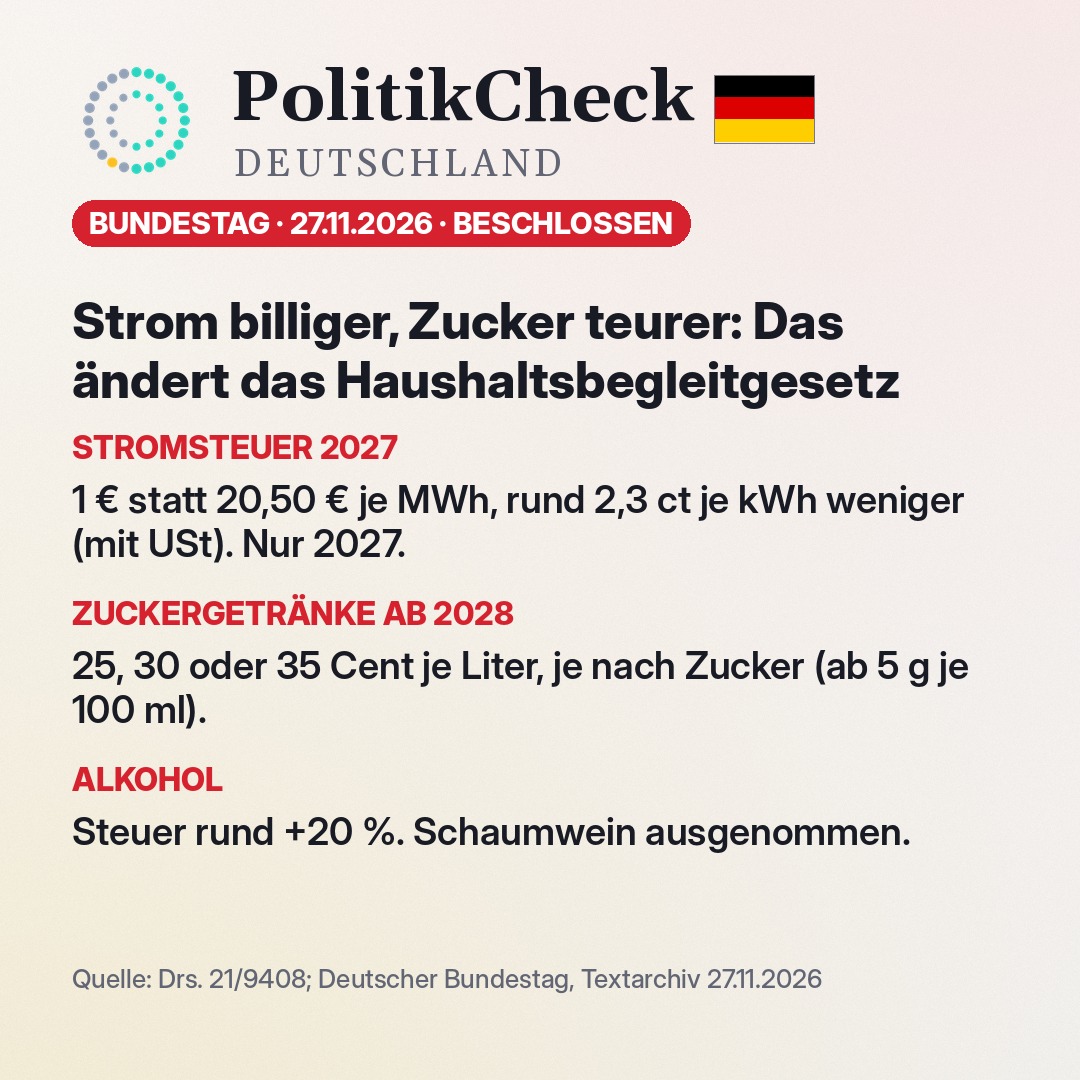 PolitikCheck
DEUTSCHLAND
BUNDESTAG · 27.11.2026 · BESCHLOSSEN
Strom billiger, Zucker teurer: Das
ändert das Haushaltsbegleitgesetz
STROMSTEUER 2027
1 € statt 20,50 € je MWh, rund 2,3 ct je kWh weniger
(mit USt). Nur 2027.
ZUCKERGETRÄNKE AB 2028
25, 30 oder 35 Cent je Liter, je nach Zucker (ab 5 g je
100 ml).
ALKOHOL
Steuer rund +20 %. Schaumwein ausgenommen.
Quelle: Drs. 21/9408; Deutscher Bundestag, Textarchiv 27.11.2026